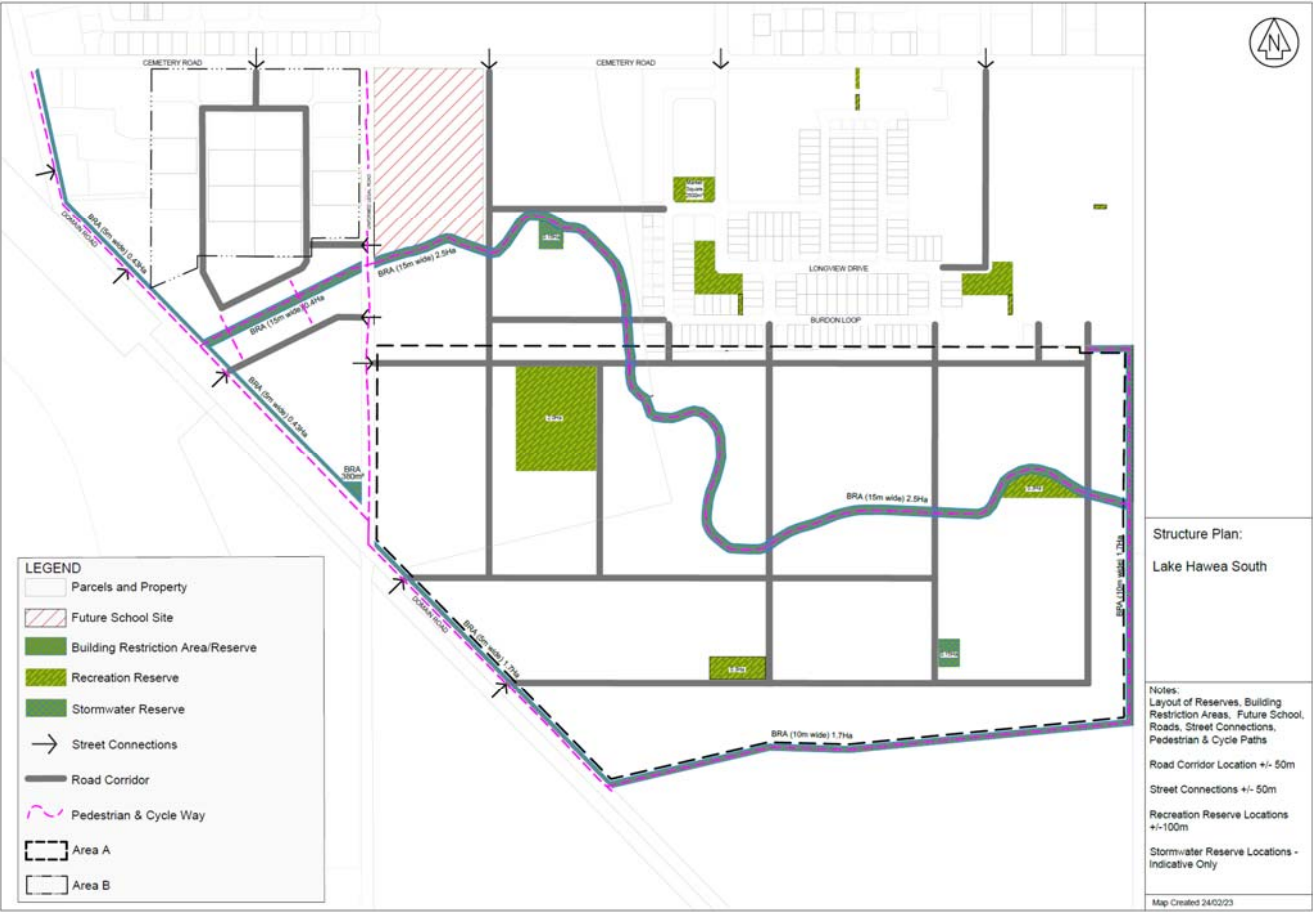 CEMETERY ROAD
CEMETERY ROAD
N
UNFORMED LEGAL ROAD
DOMAIN ROAD
BRA (5m wide) 0.43Ha
BRA (15m wide) 2.5Ha
BRA (15m wide) 0.4Ha
LONGVIEW DRIVE
BURDON LOOP
BRA (5m wide) 0.43Ha
BRA
380m²
BRA (15m wide) 2.5Ha
BRA (10m wide) 1.7Ha
DOMAIN ROAD
BRA (5m wide) 1.7Ha
BRA (10m wide) 1.7Ha
LEGEND
Parcels and Property
Future School Site
Building Restriction Area/Reserve
Recreation Reserve
Stormwater Reserve
Street Connections
Road Corridor
Pedestrian & Cycle Way
Area A
Area B
Structure Plan:
Lake Hawea South
Notes:
Layout of Reserves, Building
Restriction Areas, Future School,
Roads, Street Connections,
Pedestrian & Cycle Paths
Road Corridor Location +/- 50m
Street Connections +/- 50m
Recreation Reserve Locations
+/-100m
Stormwater Reserve Locations -
Indicative Only
Map Created 24/02/23